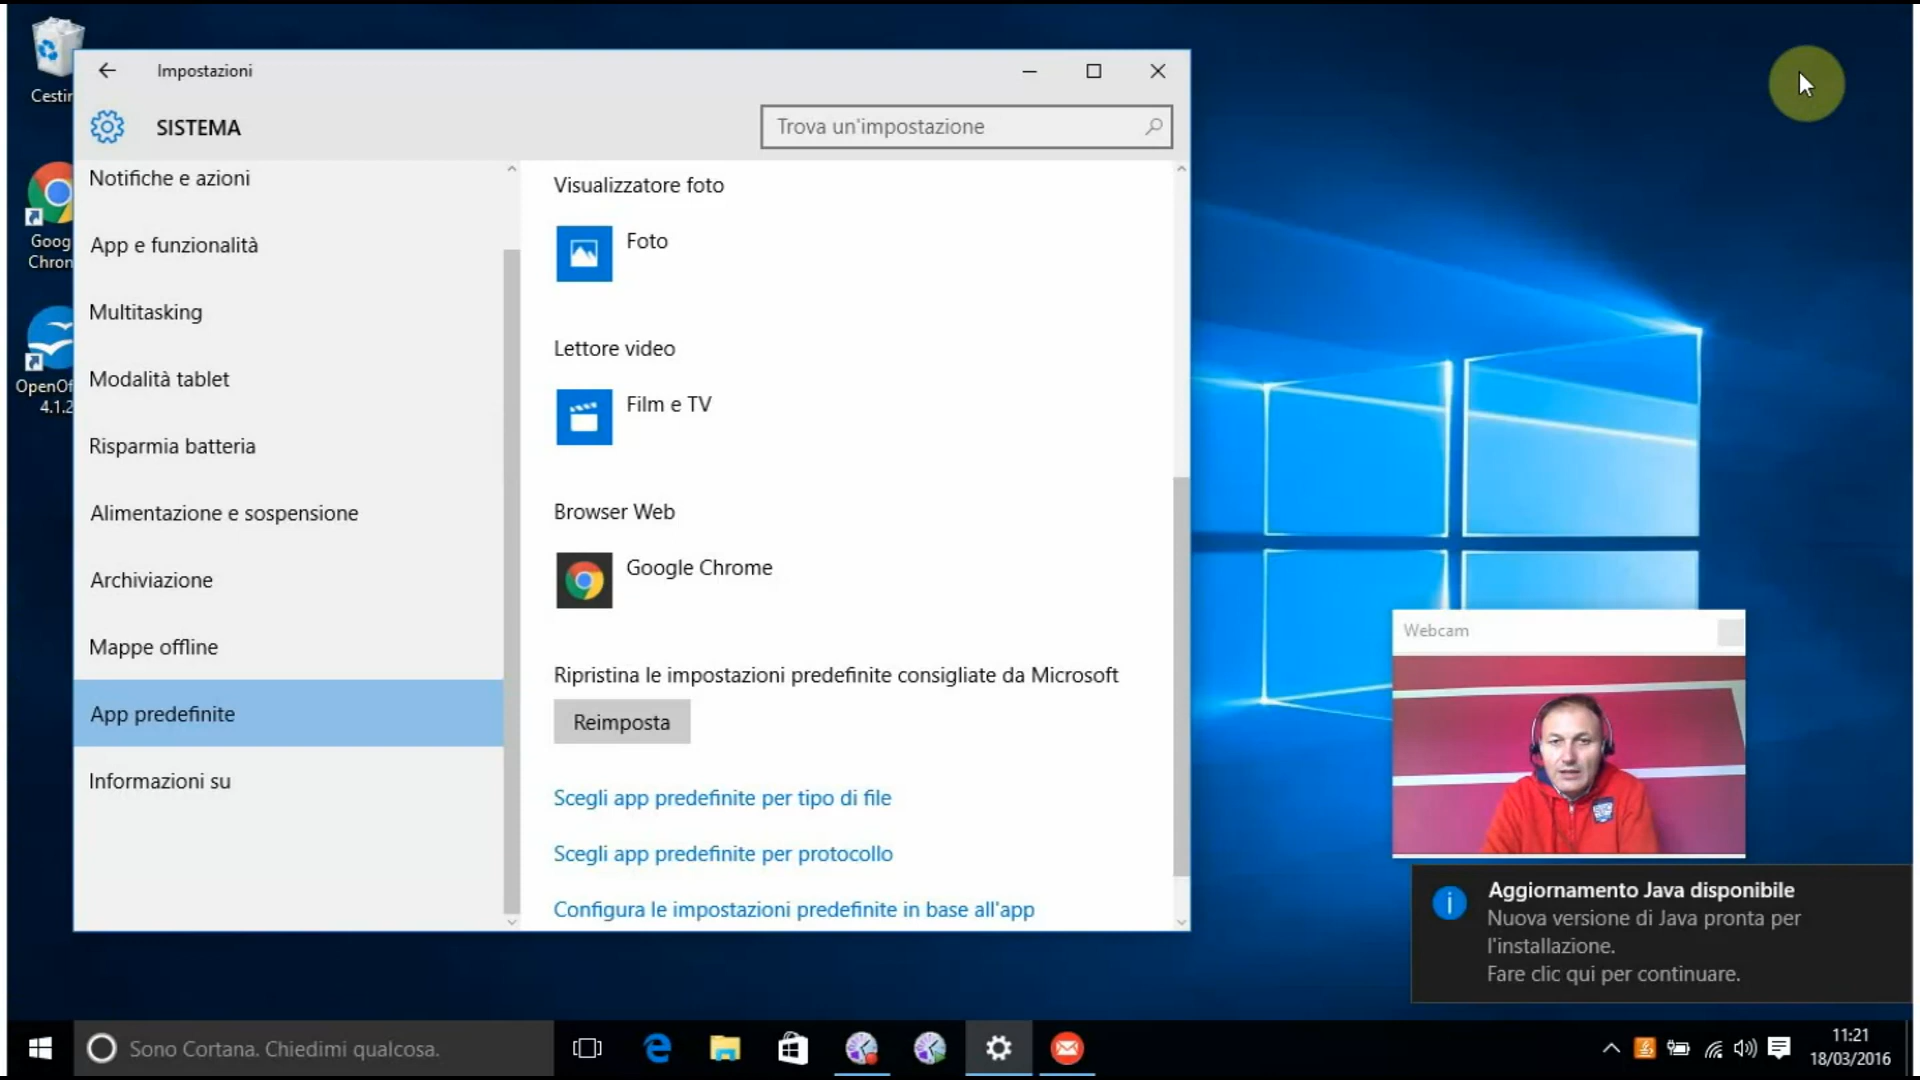 Cestin
Goog
Chron
OpenOf
4.1.2
Impostazioni
SISTEMA
Trova un'impostazione
Notifiche e azioni
App e funzionalità
Multitasking
Modalità tablet
Risparmia batteria
Alimentazione e sospensione
Archiviazione
Mappe offline
App predefinite
Informazioni su
Visualizzatore foto
Foto
Lettore video
Film e TV
Browser Web
Google Chrome
Ripristina le impostazioni predefinite consigliate da Microsoft
Reimposta
Scegli app predefinite per tipo di file
Scegli app predefinite per protocollo
Configura le impostazioni predefinite in base all'app
Webcam
Aggiornamento Java disponibile
Nuova versione di Java pronta per
l'installazione.
Fare clic qui per continuare.
Sono Cortana. Chiedimi qualcosa.
11:21
18/03/2016